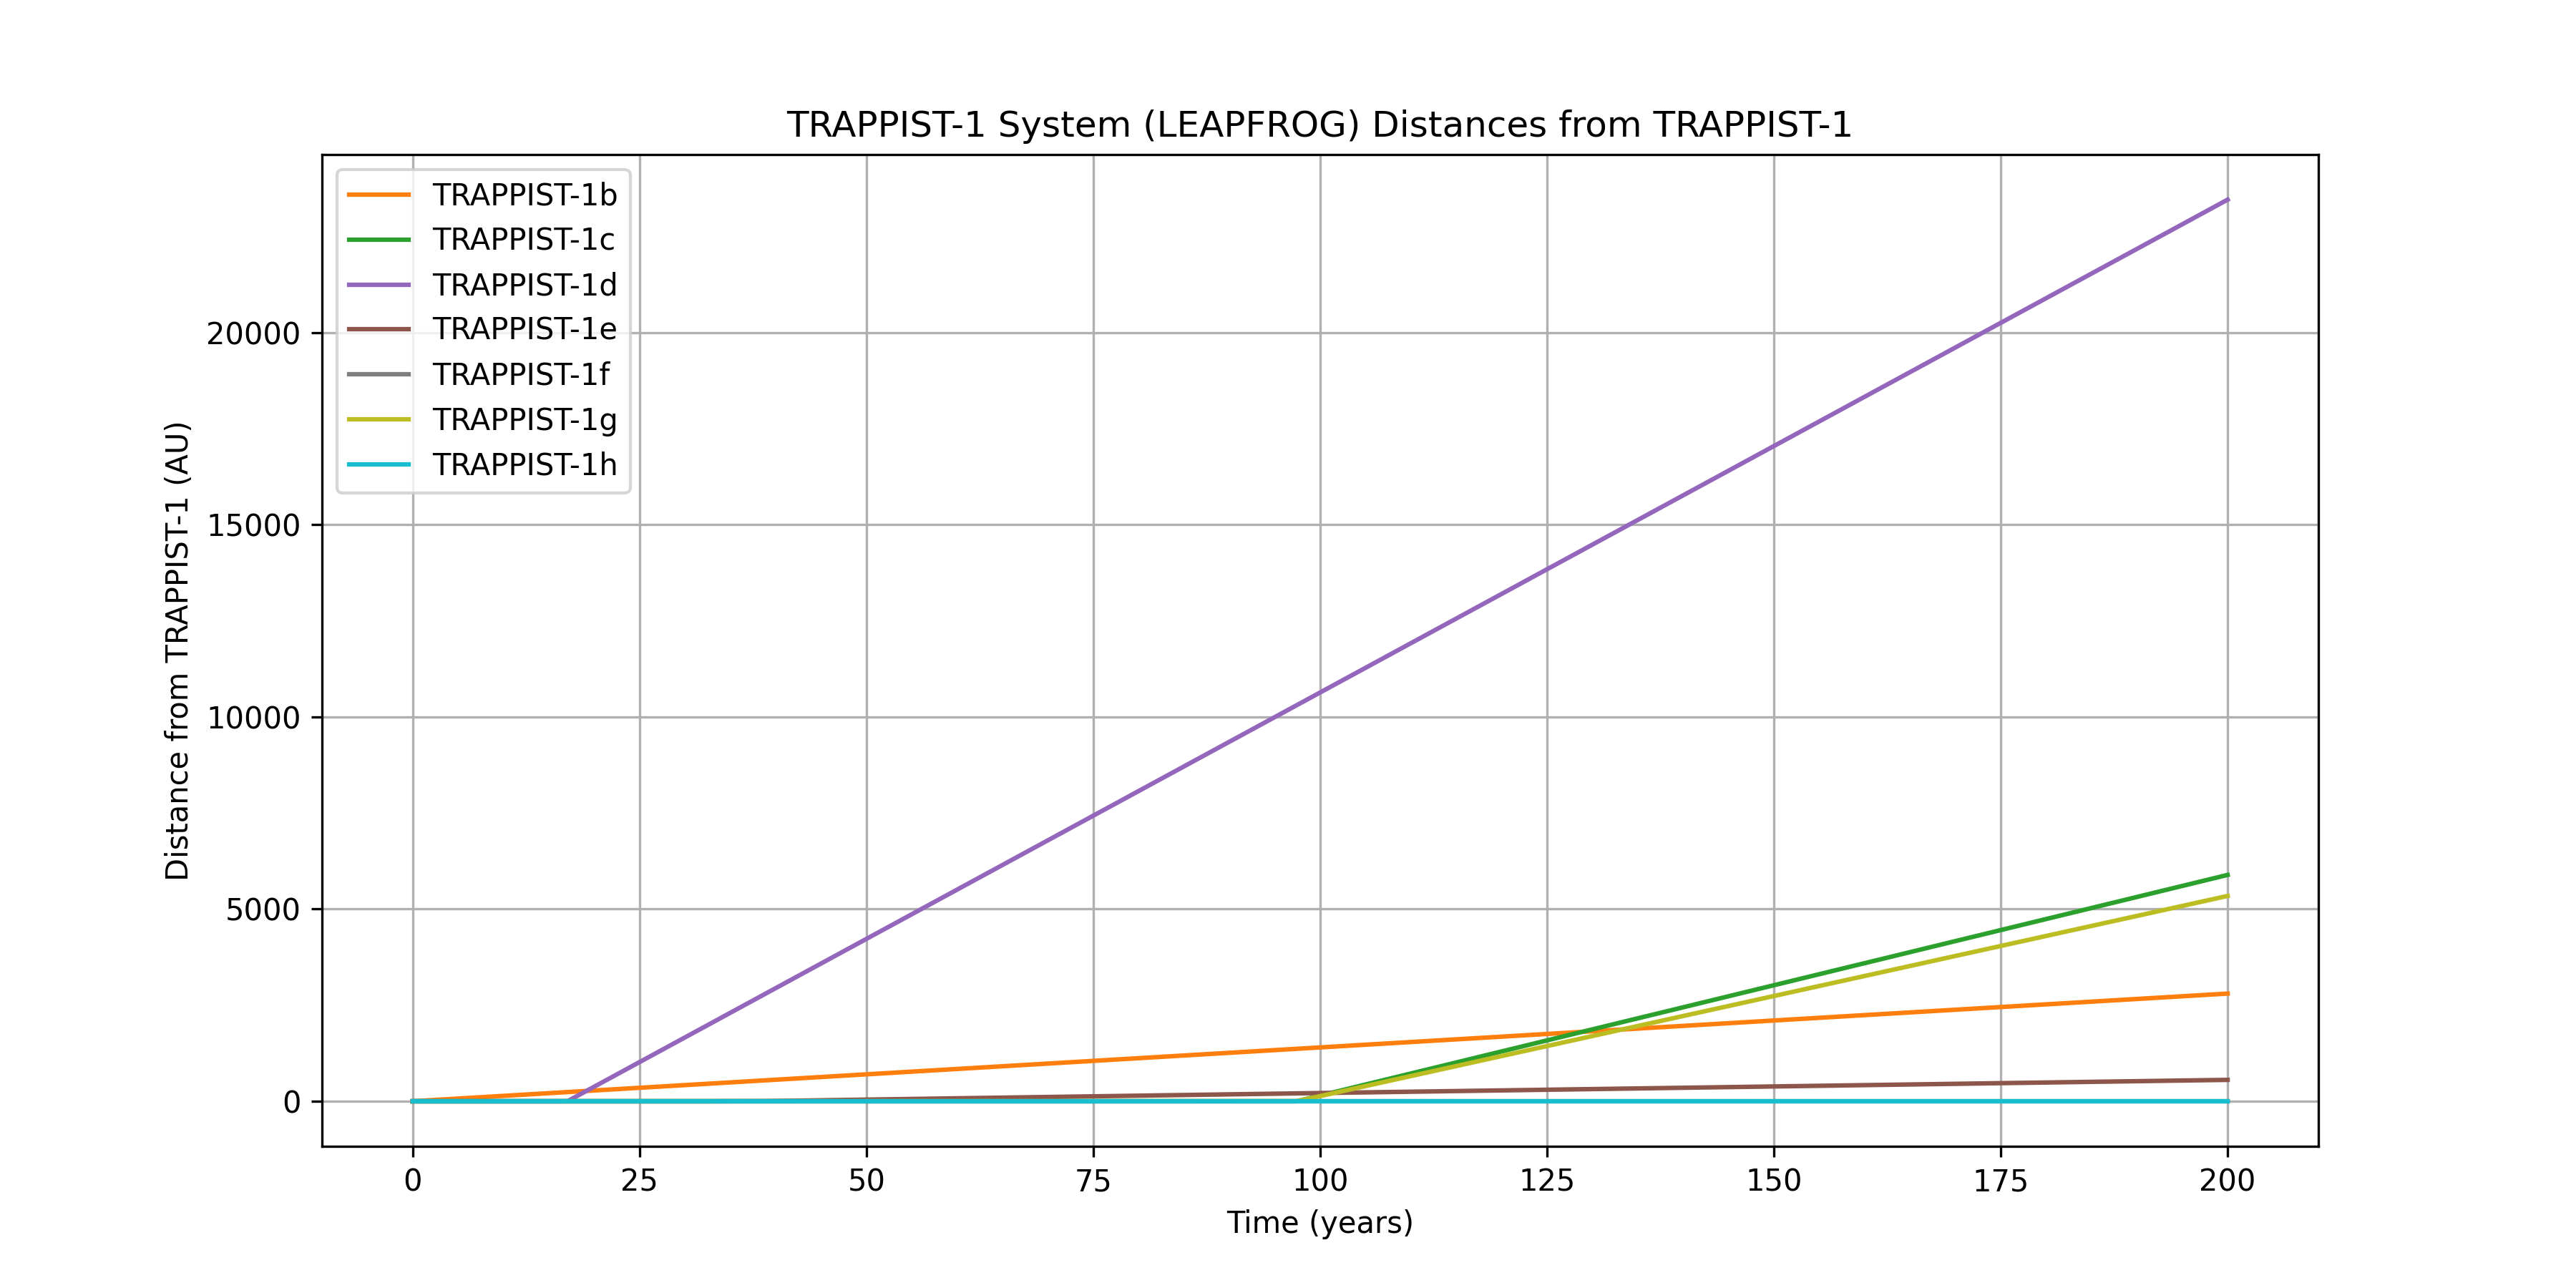 TRAPPIST-1 System (LEAPFROG) Distances from TRAPPIST-1
TRAPPIST-1b
TRAPPIST-1c
TRAPPIST-1d
TRAPPIST-1e
TRAPPIST-1f
TRAPPIST-1g
TRAPPIST-1h
Distance from TRAPPIST-1 (AU)
20000
15000
10000
5000
0
0 25 50 75 100 125 150 175 200
Time (years)